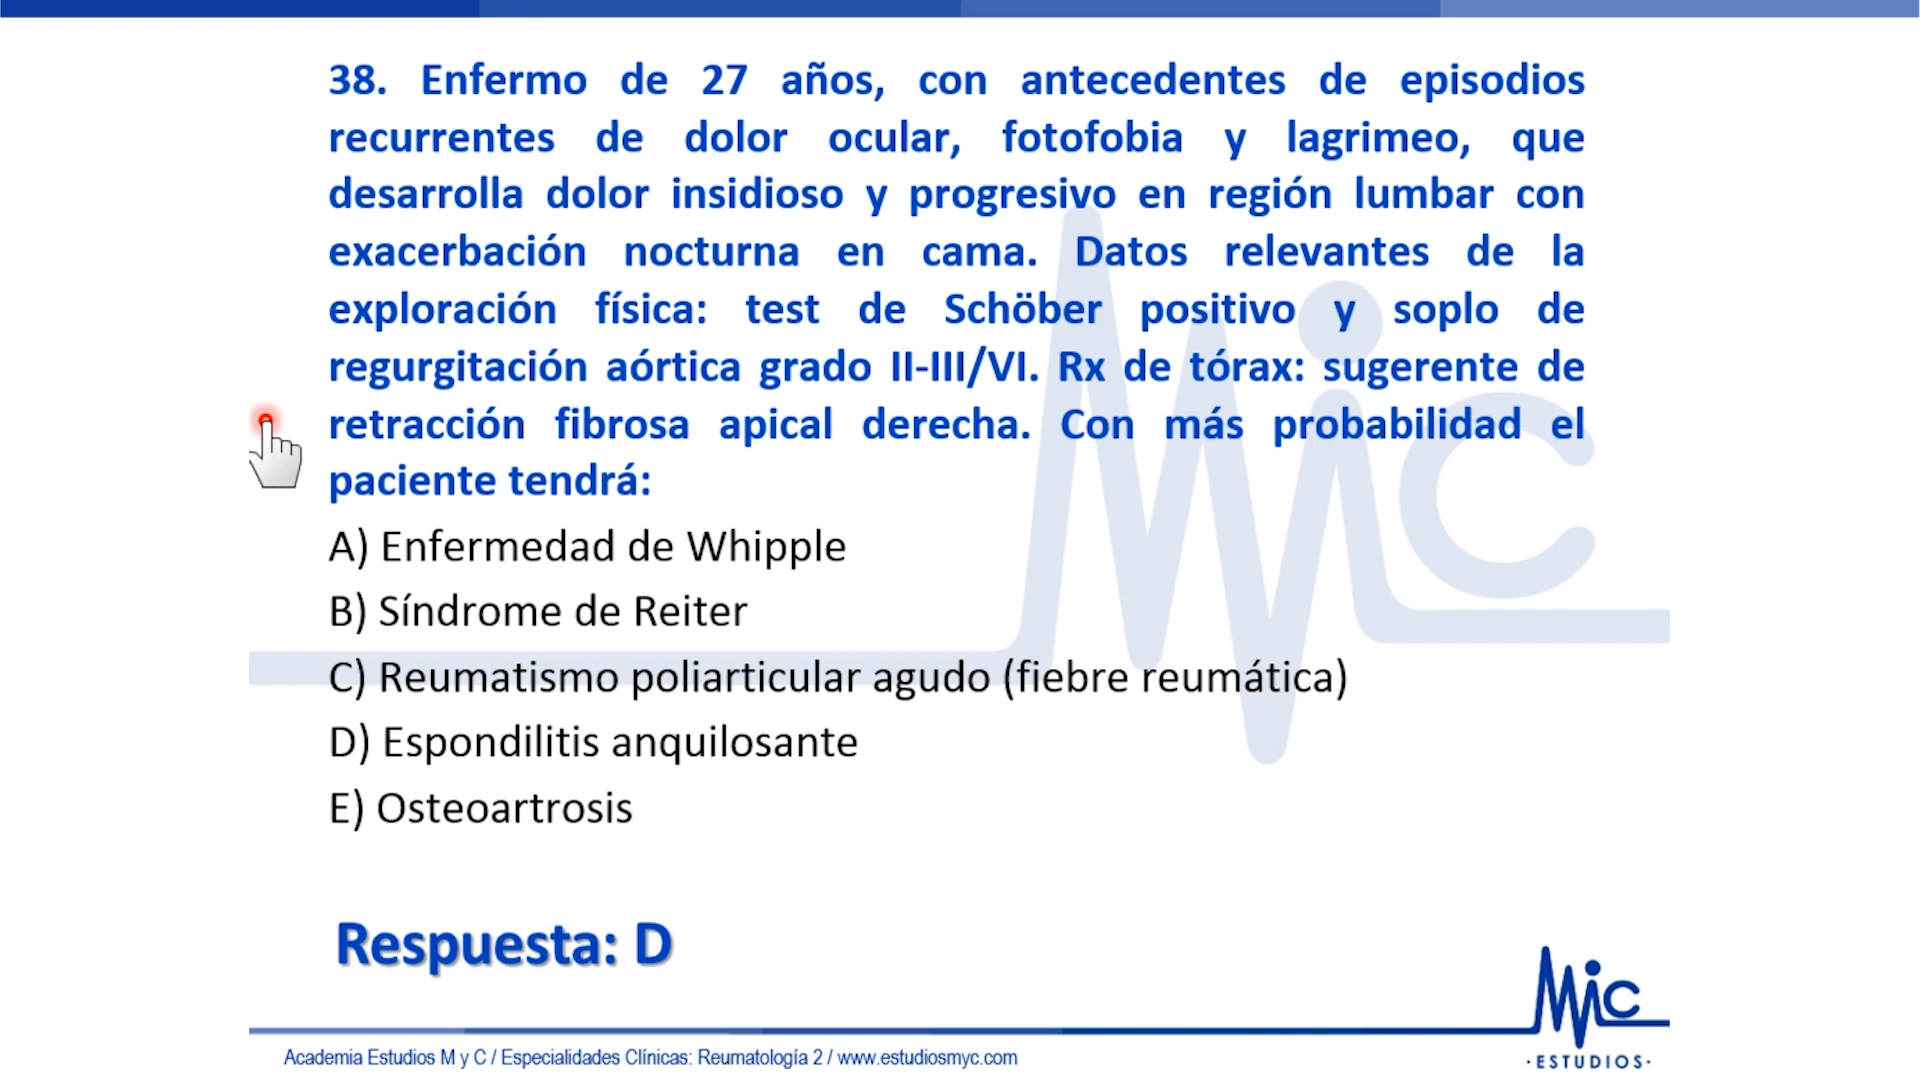 38. Enfermo de 27 años, con antecedentes de episodios
recurrentes de dolor ocular, fotofobia y lagrimeo, que
desarrolla dolor insidioso y progresivo en región lumbar con
exacerbación nocturna en cama. Datos relevantes de la
exploración física: test de Schöber positivo y soplo de
regurgitación aórtica grado II-III/VI. Rx de tórax: sugerente de
retracción fibrosa apical derecha. Con más probabilidad el
paciente tendrá:
A) Enfermedad de Whipple
B) Síndrome de Reiter
C) Reumatismo poliarticular agudo (fiebre reumática)
D) Espondilitis anquilosante
E) Osteoartrosis
Respuesta: D
MiC
·ESTUDIOS·
Academia Estudios M y C / Especialidades Clínicas: Reumatología 2 / www.estudiosmyc.com